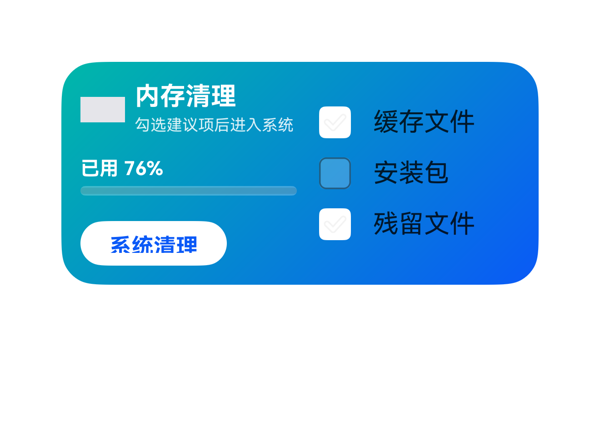 内存清理
勾选建议项后进入系统
已用 76%
系统清理
缓存文件
安装包
残留文件